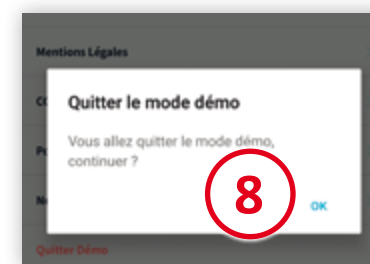 Mentions Légales
Quitter le mode démo
Vous allez quitter le mode démo,
continuer ?
8
OK
Quitter Démo